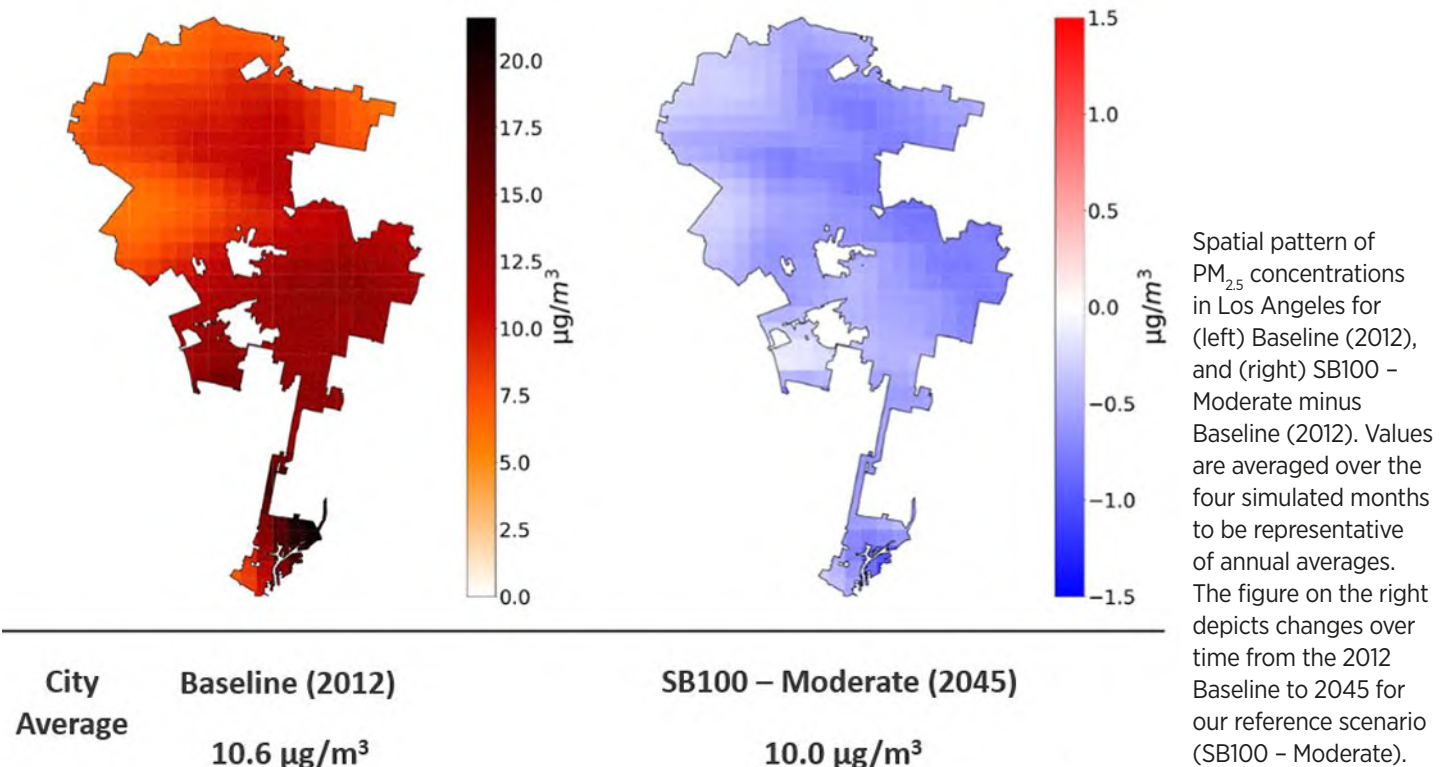 20.0
17.5
15.0
12.5
10.0
7.5
5.0
2.5
0.0
μg/m³
1.5
1.0
0.5
0.0
−0.5
−1.0
−1.5
μg/m³
Spatial pattern of
PM₂.₅ concentrations
in Los Angeles for
(left) Baseline (2012),
and (right) SB100 –
Moderate minus
Baseline (2012). Values
are averaged over the
four simulated months
to be representative
of annual averages.
The figure on the right
depicts changes over
time from the 2012
Baseline to 2045 for
our reference scenario
(SB100 – Moderate).
City Average
Baseline (2012)
SB100 – Moderate (2045)
10.6 μg/m³
10.0 μg/m³